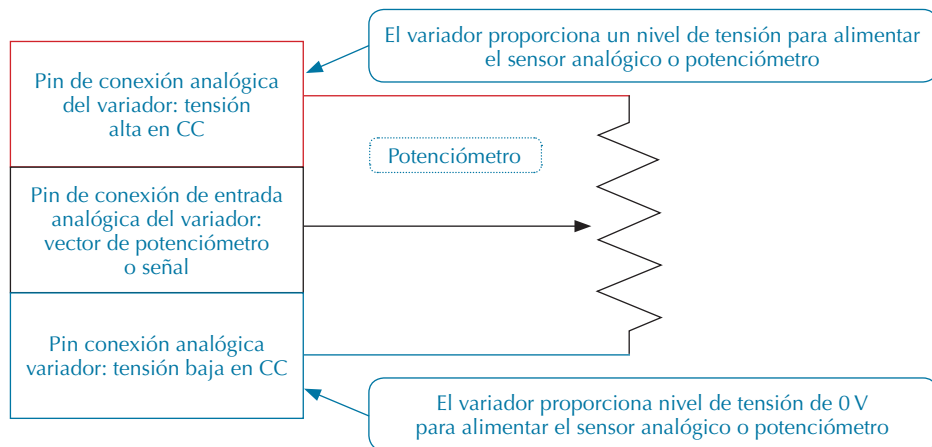 El variador proporciona un nivel de tensión para alimentar
el sensor analógico o potenciómetro
Pin de conexión analógica
del variador: tensión
alta en CC
Potenciómetro
Pin de conexión de entrada
analógica del variador:
vector de potenciómetro
o señal
Pin conexión analógica
variador: tensión baja en CC
El variador proporciona nivel de tensión de 0 V
para alimentar el sensor analógico o potenciómetro